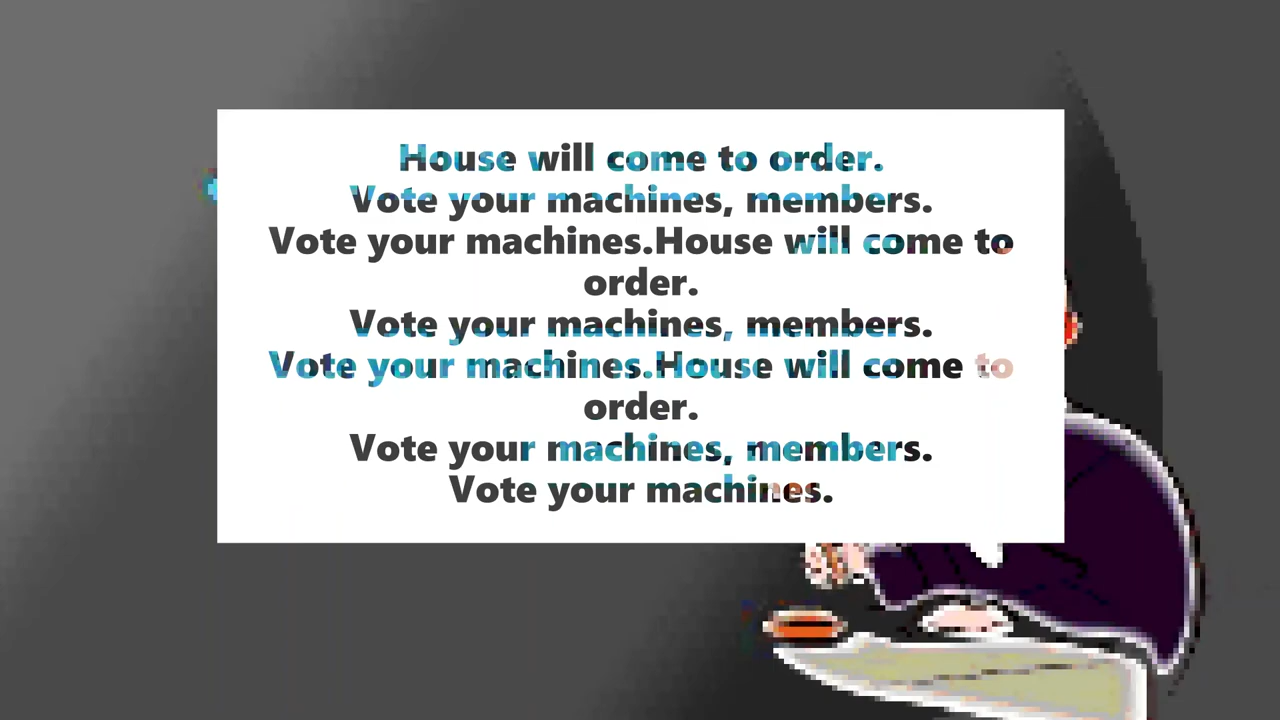 House will come to order.
Vote your machines, members.
Vote your machines.House will come to
order.
Vote your machines, members.
Vote your machines.House will come to
order.
Vote your machines, members.
Vote your machines.